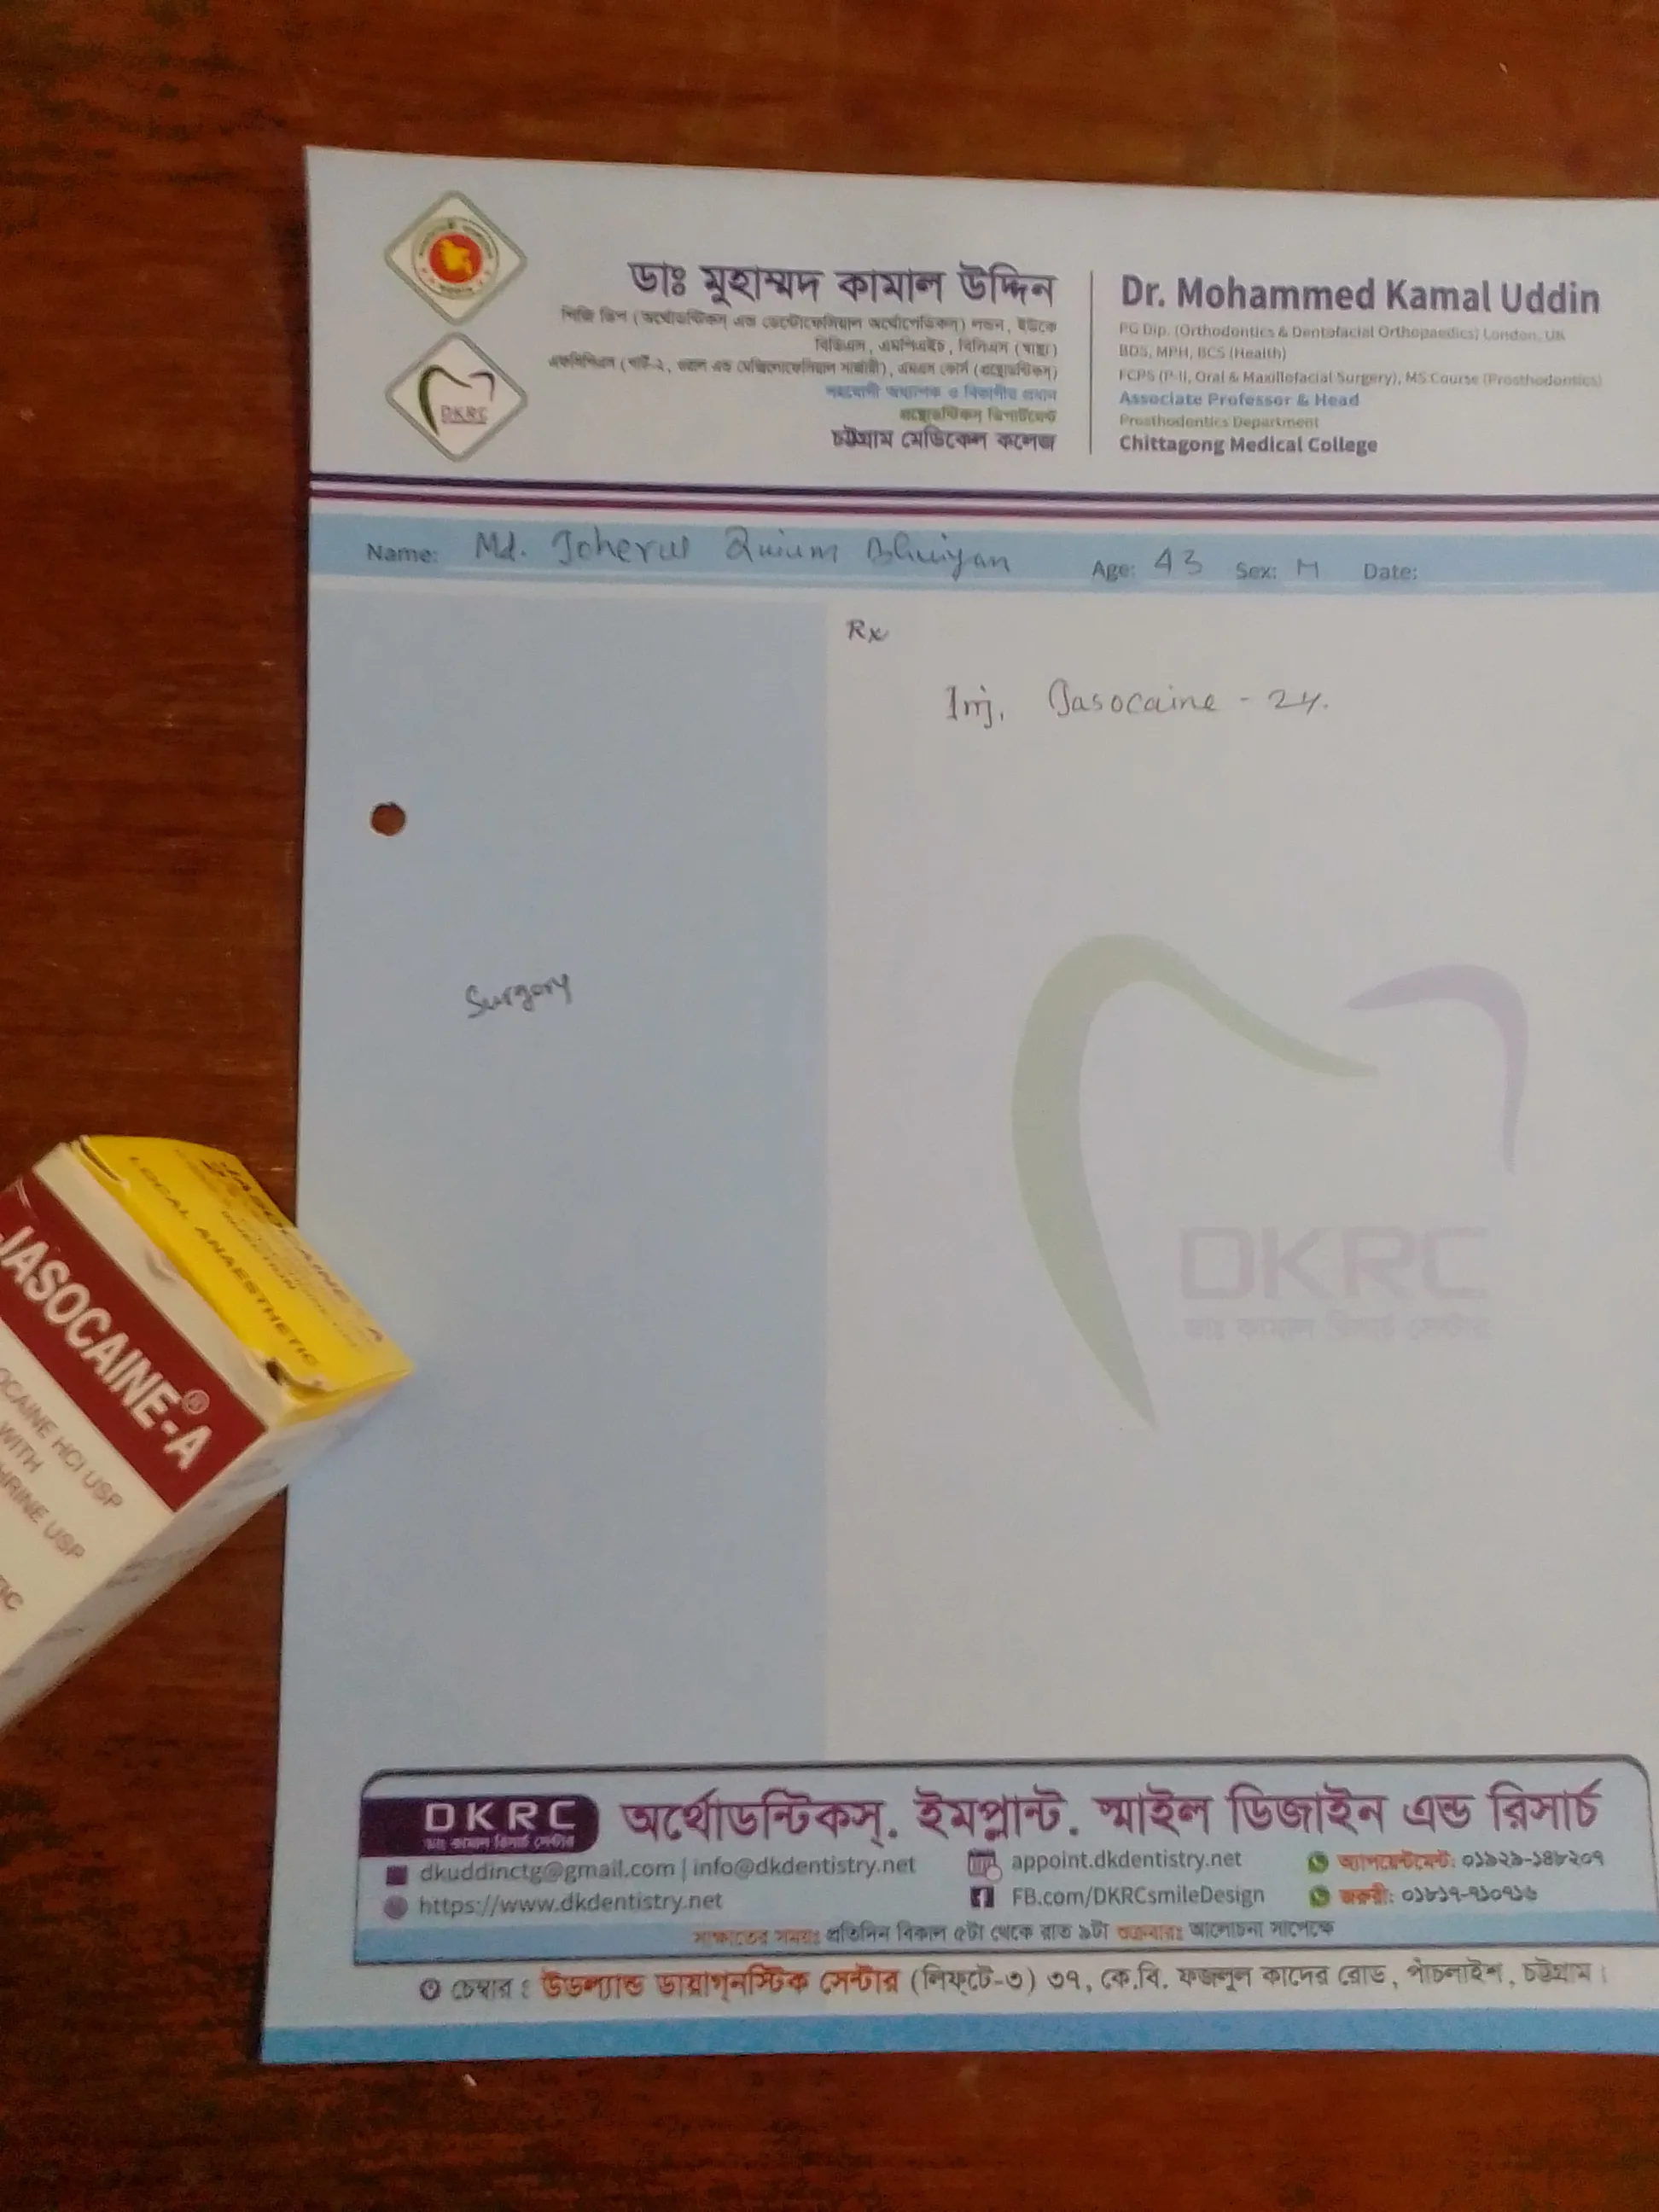 ডাঃ মুহাম্মদ কামাল উদ্দিন
পিজি ডিপ (অর্থোডন্টিকস্ এন্ড ডেন্টোফেসিয়াল অর্থোপেডিকস্) লন্ডন, ইউকে
বিডিএস, এমপিএইচ, বিসিএস (স্বাস্থ্য)
এফসিপিএস (পার্ট-২, ওরাল এন্ড মেক্সিলোফেসিয়াল সার্জারী), এমএস কোর্স (প্রস্থোডন্টিকস্)
সহযোগী অধ্যাপক ও বিভাগীয় প্রধান
প্রস্থোডন্টিকস্ ডিপার্টমেন্ট
চট্টগ্রাম মেডিকেল কলেজ
Dr. Mohammed Kamal Uddin
PG Dip. (Orthodontics & Dentofacial Orthopaedics) London, UK
BDS, MPH, BCS (Health)
FCPS (P-II, Oral & Maxillofacial Surgery), MS Course (Prosthodontics)
Associate Professor & Head
Prosthodontics Department
Chittagong Medical College
DKRC
Name: Md. Joherul Quium Bhuiyan Age: 43 Sex: M Date:
Rx
Inj. Jasocaine - 2%.
Surgory
JASOCAINE-A
INJECTION
LOCAL ANAESTHETIC
JASOCAINE®-A
OCAINE HCl USP
WITH
HRINE USP
TIC
DKRC
ডাঃ কামাল রিসার্চ সেন্টার
DKRC
ডাঃ কামাল রিসার্চ সেন্টার
অর্থোডন্টিকস্. ইমপ্লান্ট. স্মাইল ডিজাইন এন্ড রিসার্চ
dkuddinctg@gmail.com | info@dkdentistry.net appoint.dkdentistry.net অ্যাপয়েন্টমেন্ট: ০১৯২৯-১৪৮২০৭
https://www.dkdentistry.net FB.com/DKRCsmileDesign জরুরী: ০১৮১৭-৭১০৭১৬
সাক্ষাতের সময়ঃ প্রতিদিন বিকাল ৫টা থেকে রাত ৯টা শুক্রবারঃ আলোচনা সাপেক্ষে
চেম্বার : উডল্যান্ড ডায়াগ্‌নস্টিক সেন্টার (লিফ্‌টে-৩) ৩৭, কে.বি. ফজলুল কাদের রোড, পাঁচলাইশ, চট্টগ্রাম।